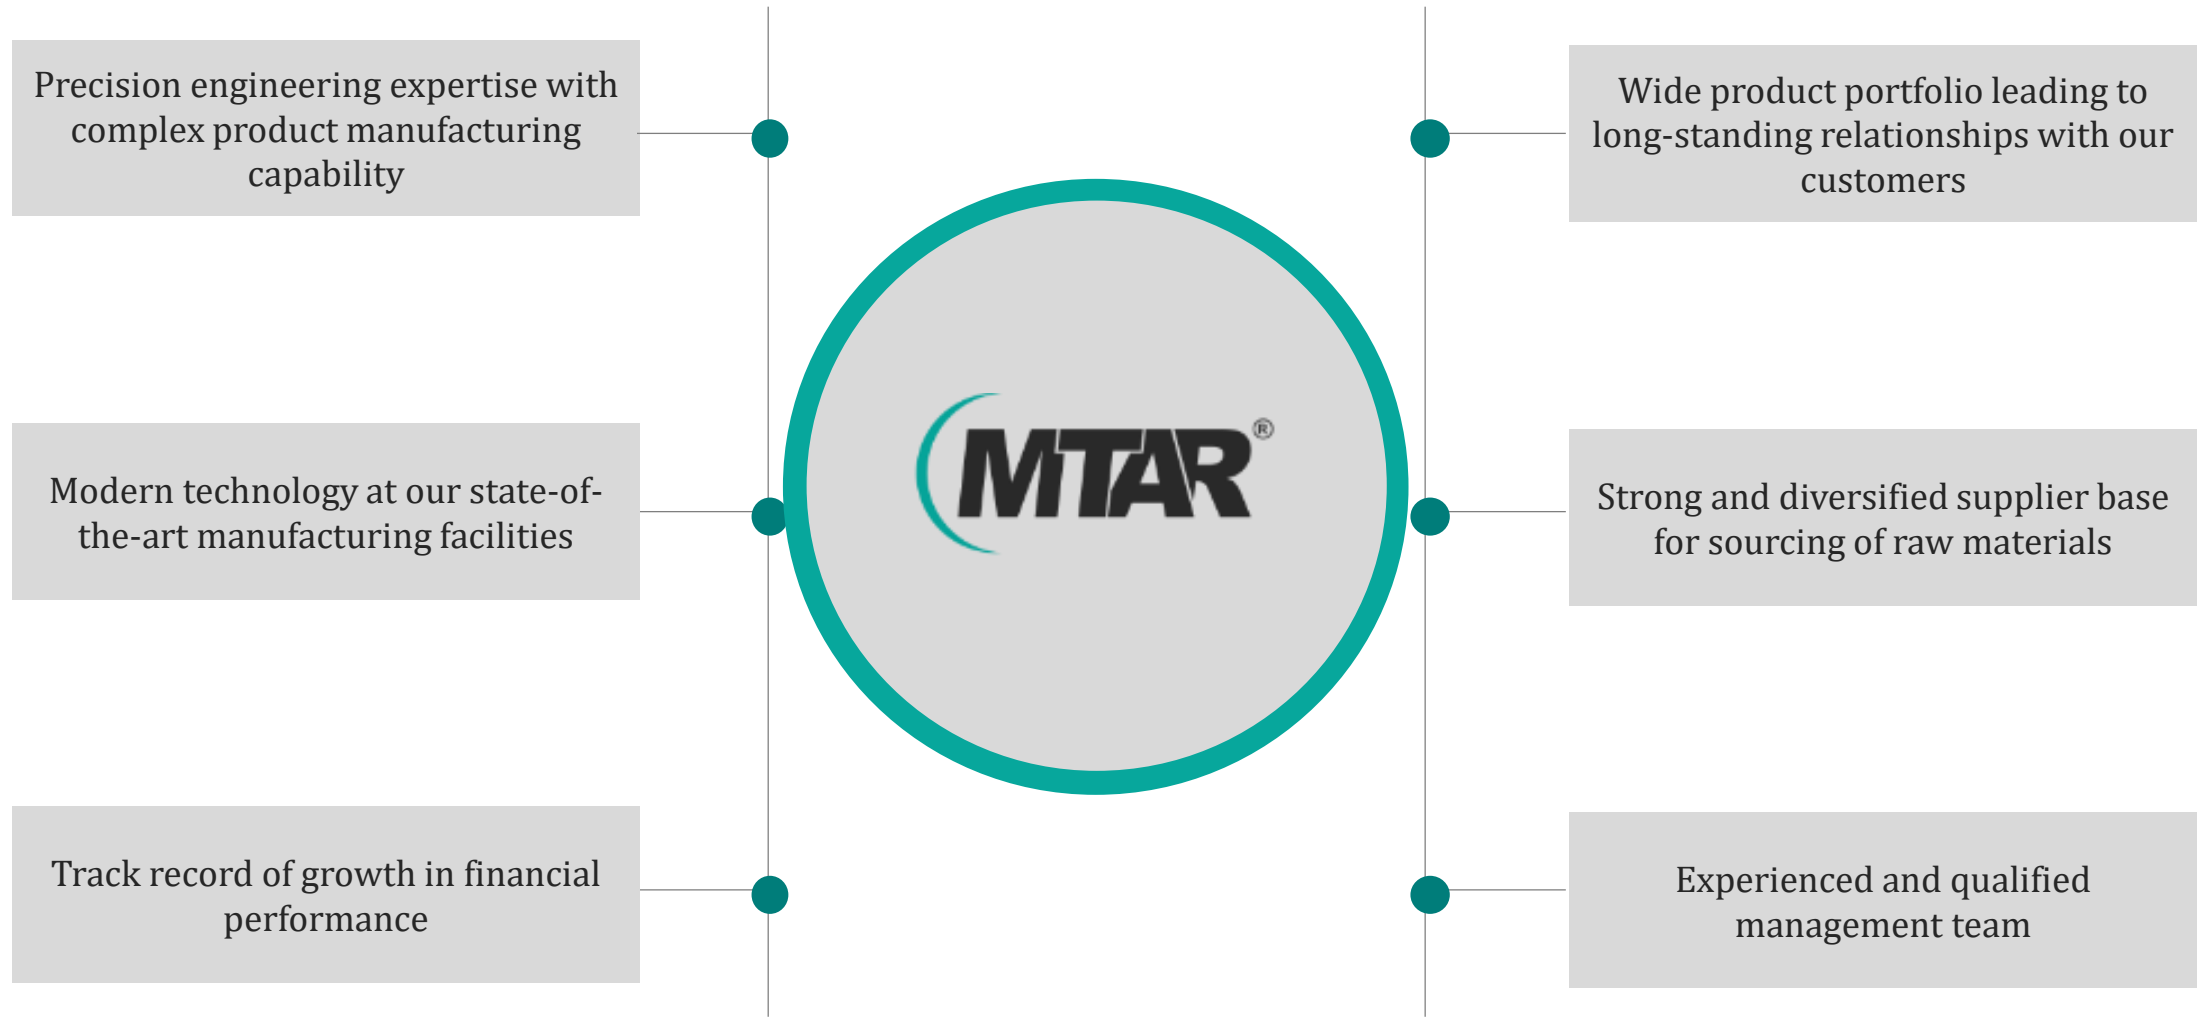 Precision engineering expertise with
complex product manufacturing
capability
Modern technology at our state-of-
the-art manufacturing facilities
Track record of growth in financial
performance
MTAR®
Wide product portfolio leading to
long-standing relationships with our
customers
Strong and diversified supplier base
for sourcing of raw materials
Experienced and qualified
management team